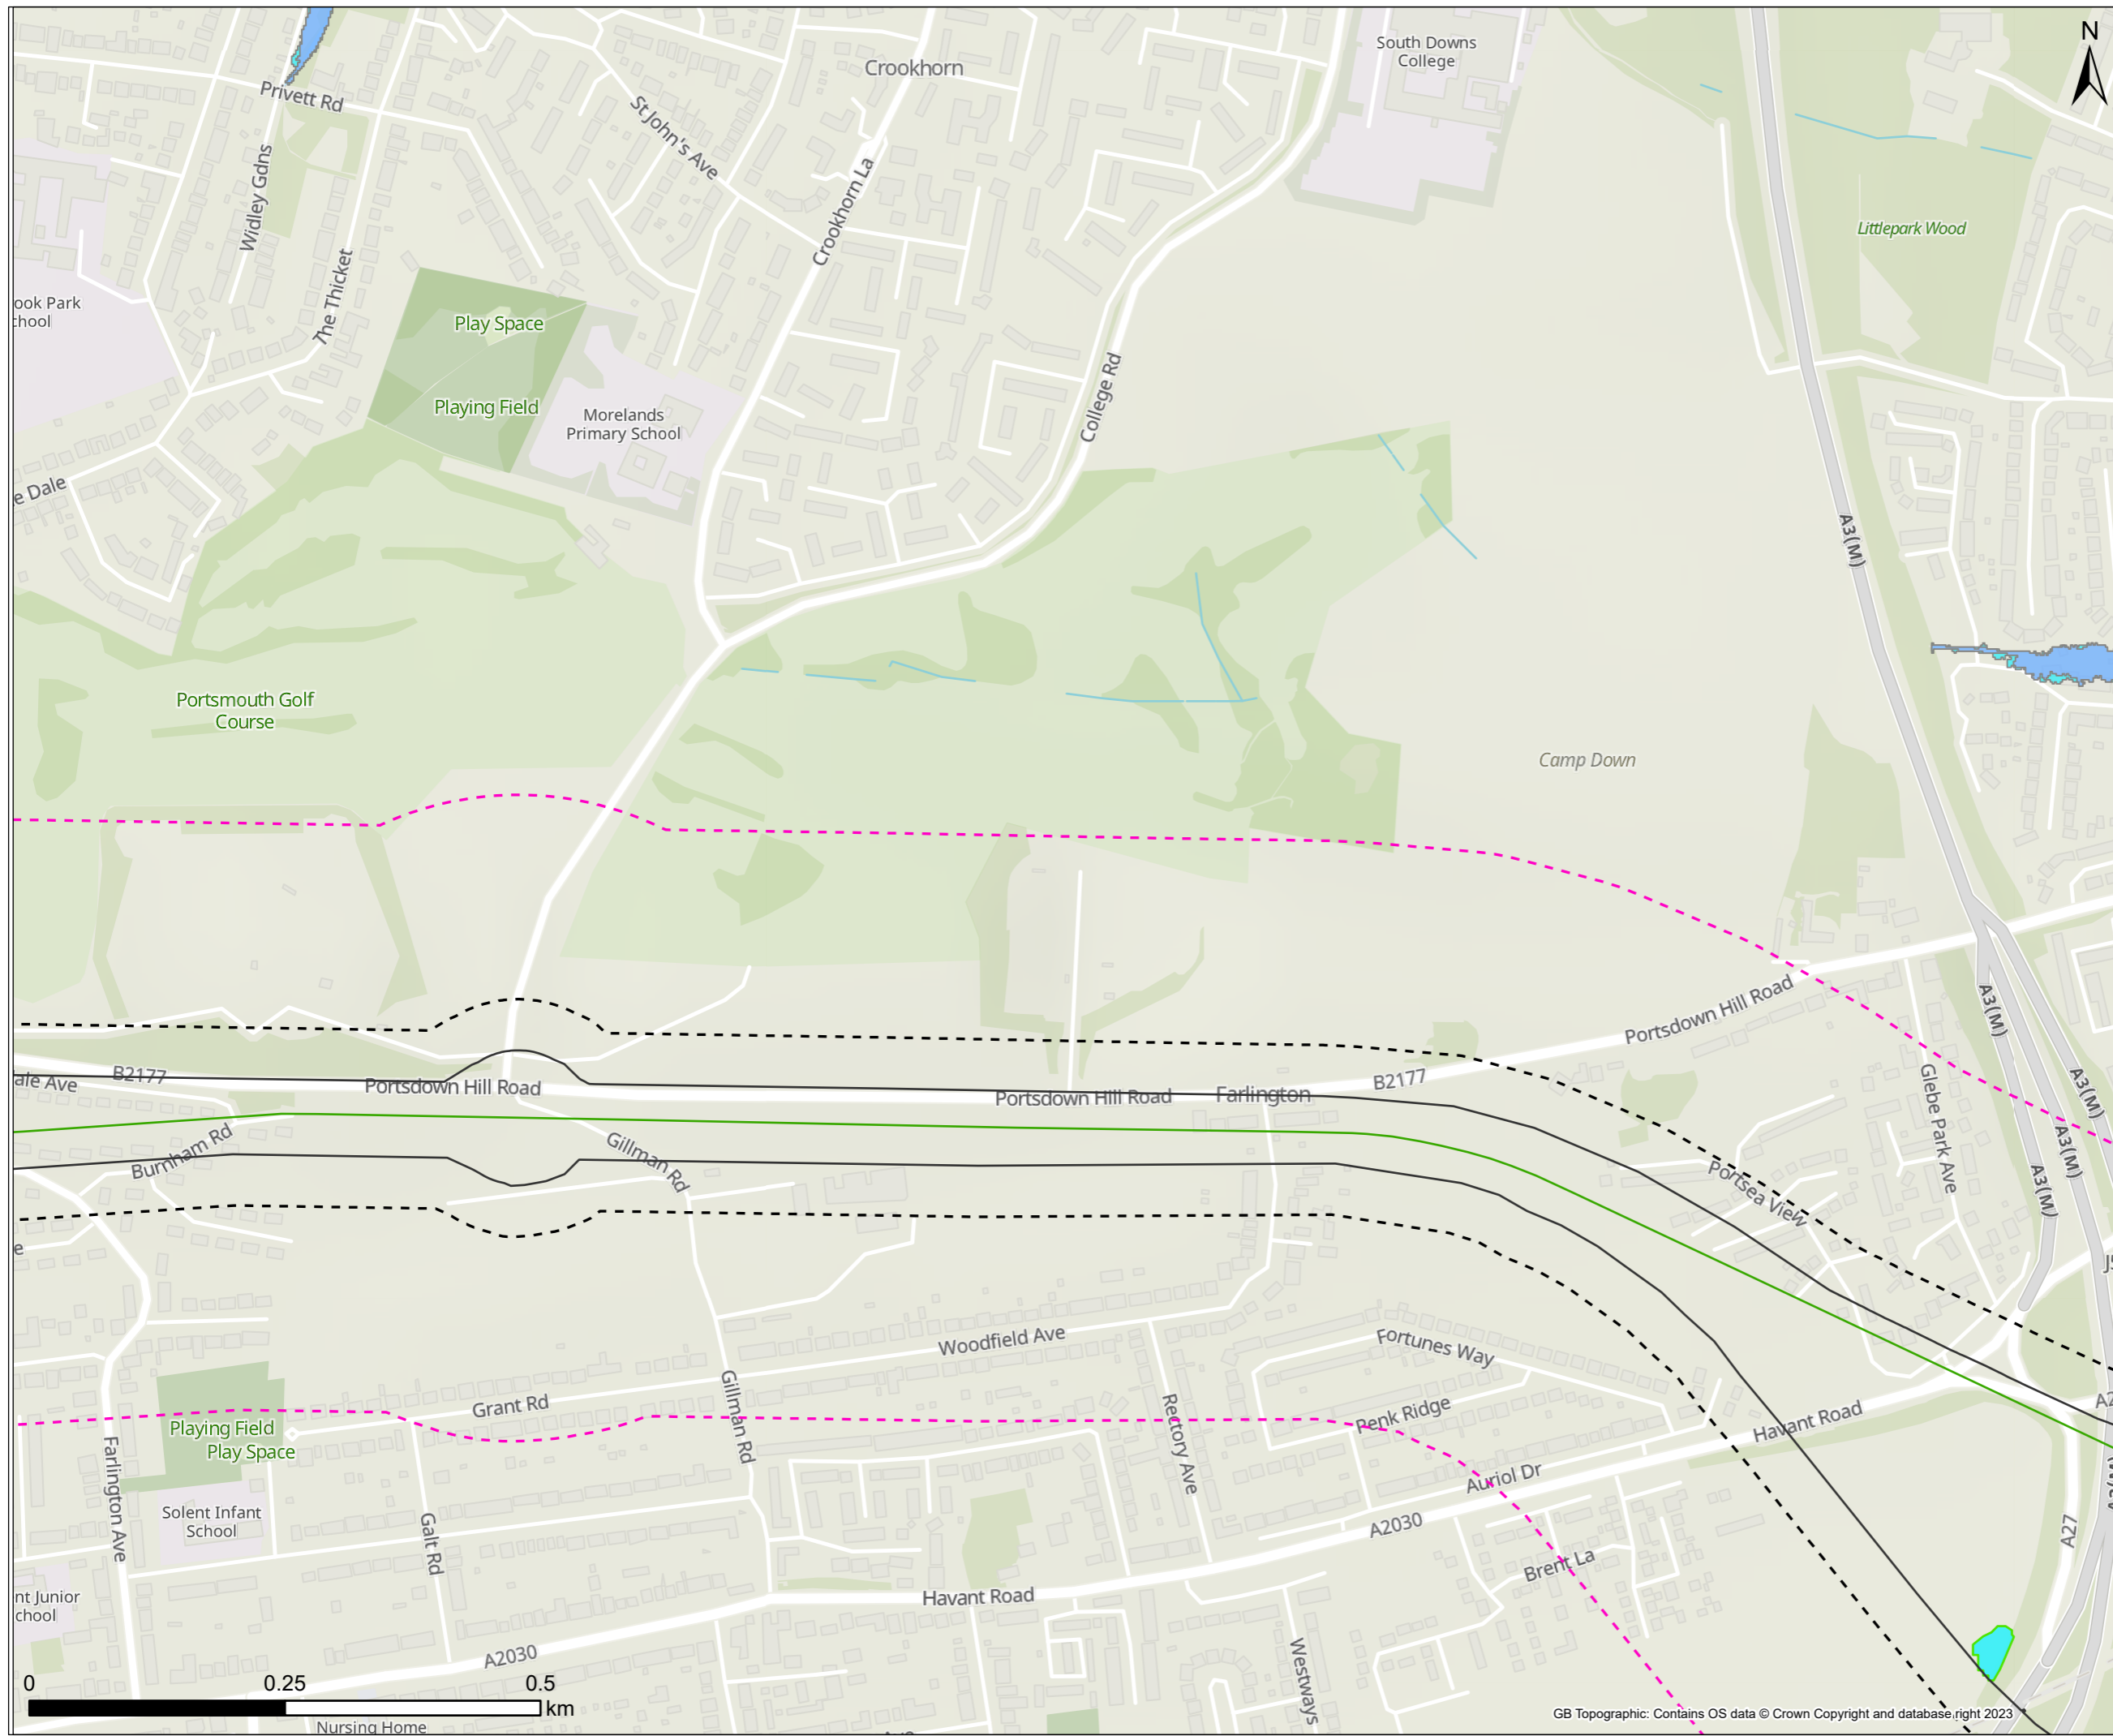 N
South Downs
College
Crookhorn
Privett Rd
St John's Ave
Widley Gdns
Crookhorn La
Littlepark Wood
The Thicket
ook Park
chool
Play Space
Playing Field
Morelands
Primary School
College Rd
e Dale
A3(M)
Portsmouth Golf
Course
Camp Down
Portsdown Hill Road
A3(M)
ale Ave
B2177
Portsdown Hill Road
Portsdown Hill Road
Farlington
B2177
Glebe Park Ave
A3(M)
A3(M)
A3(M)
Burnham Rd
Gillman Rd
Portsea View
e
J5
Woodfield Ave
Fortunes Way
Gillman Rd
Grant Rd
Rectory Ave
Penk Ridge
Havant Road
A2
Playing Field
Play Space
Farlington Ave
Auriol Dr
Solent Infant
School
Galt Rd
A2030
A27
Brent La
nt Junior
chool
Havant Road
A2030
Westways
0
0.25
0.5
km
Nursing Home
GB Topographic: Contains OS data © Crown Copyright and database right 2023